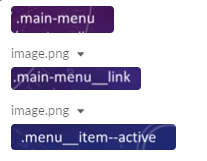 .main-menu
image.png
.main-menu__link
image.png
.menu__item--active